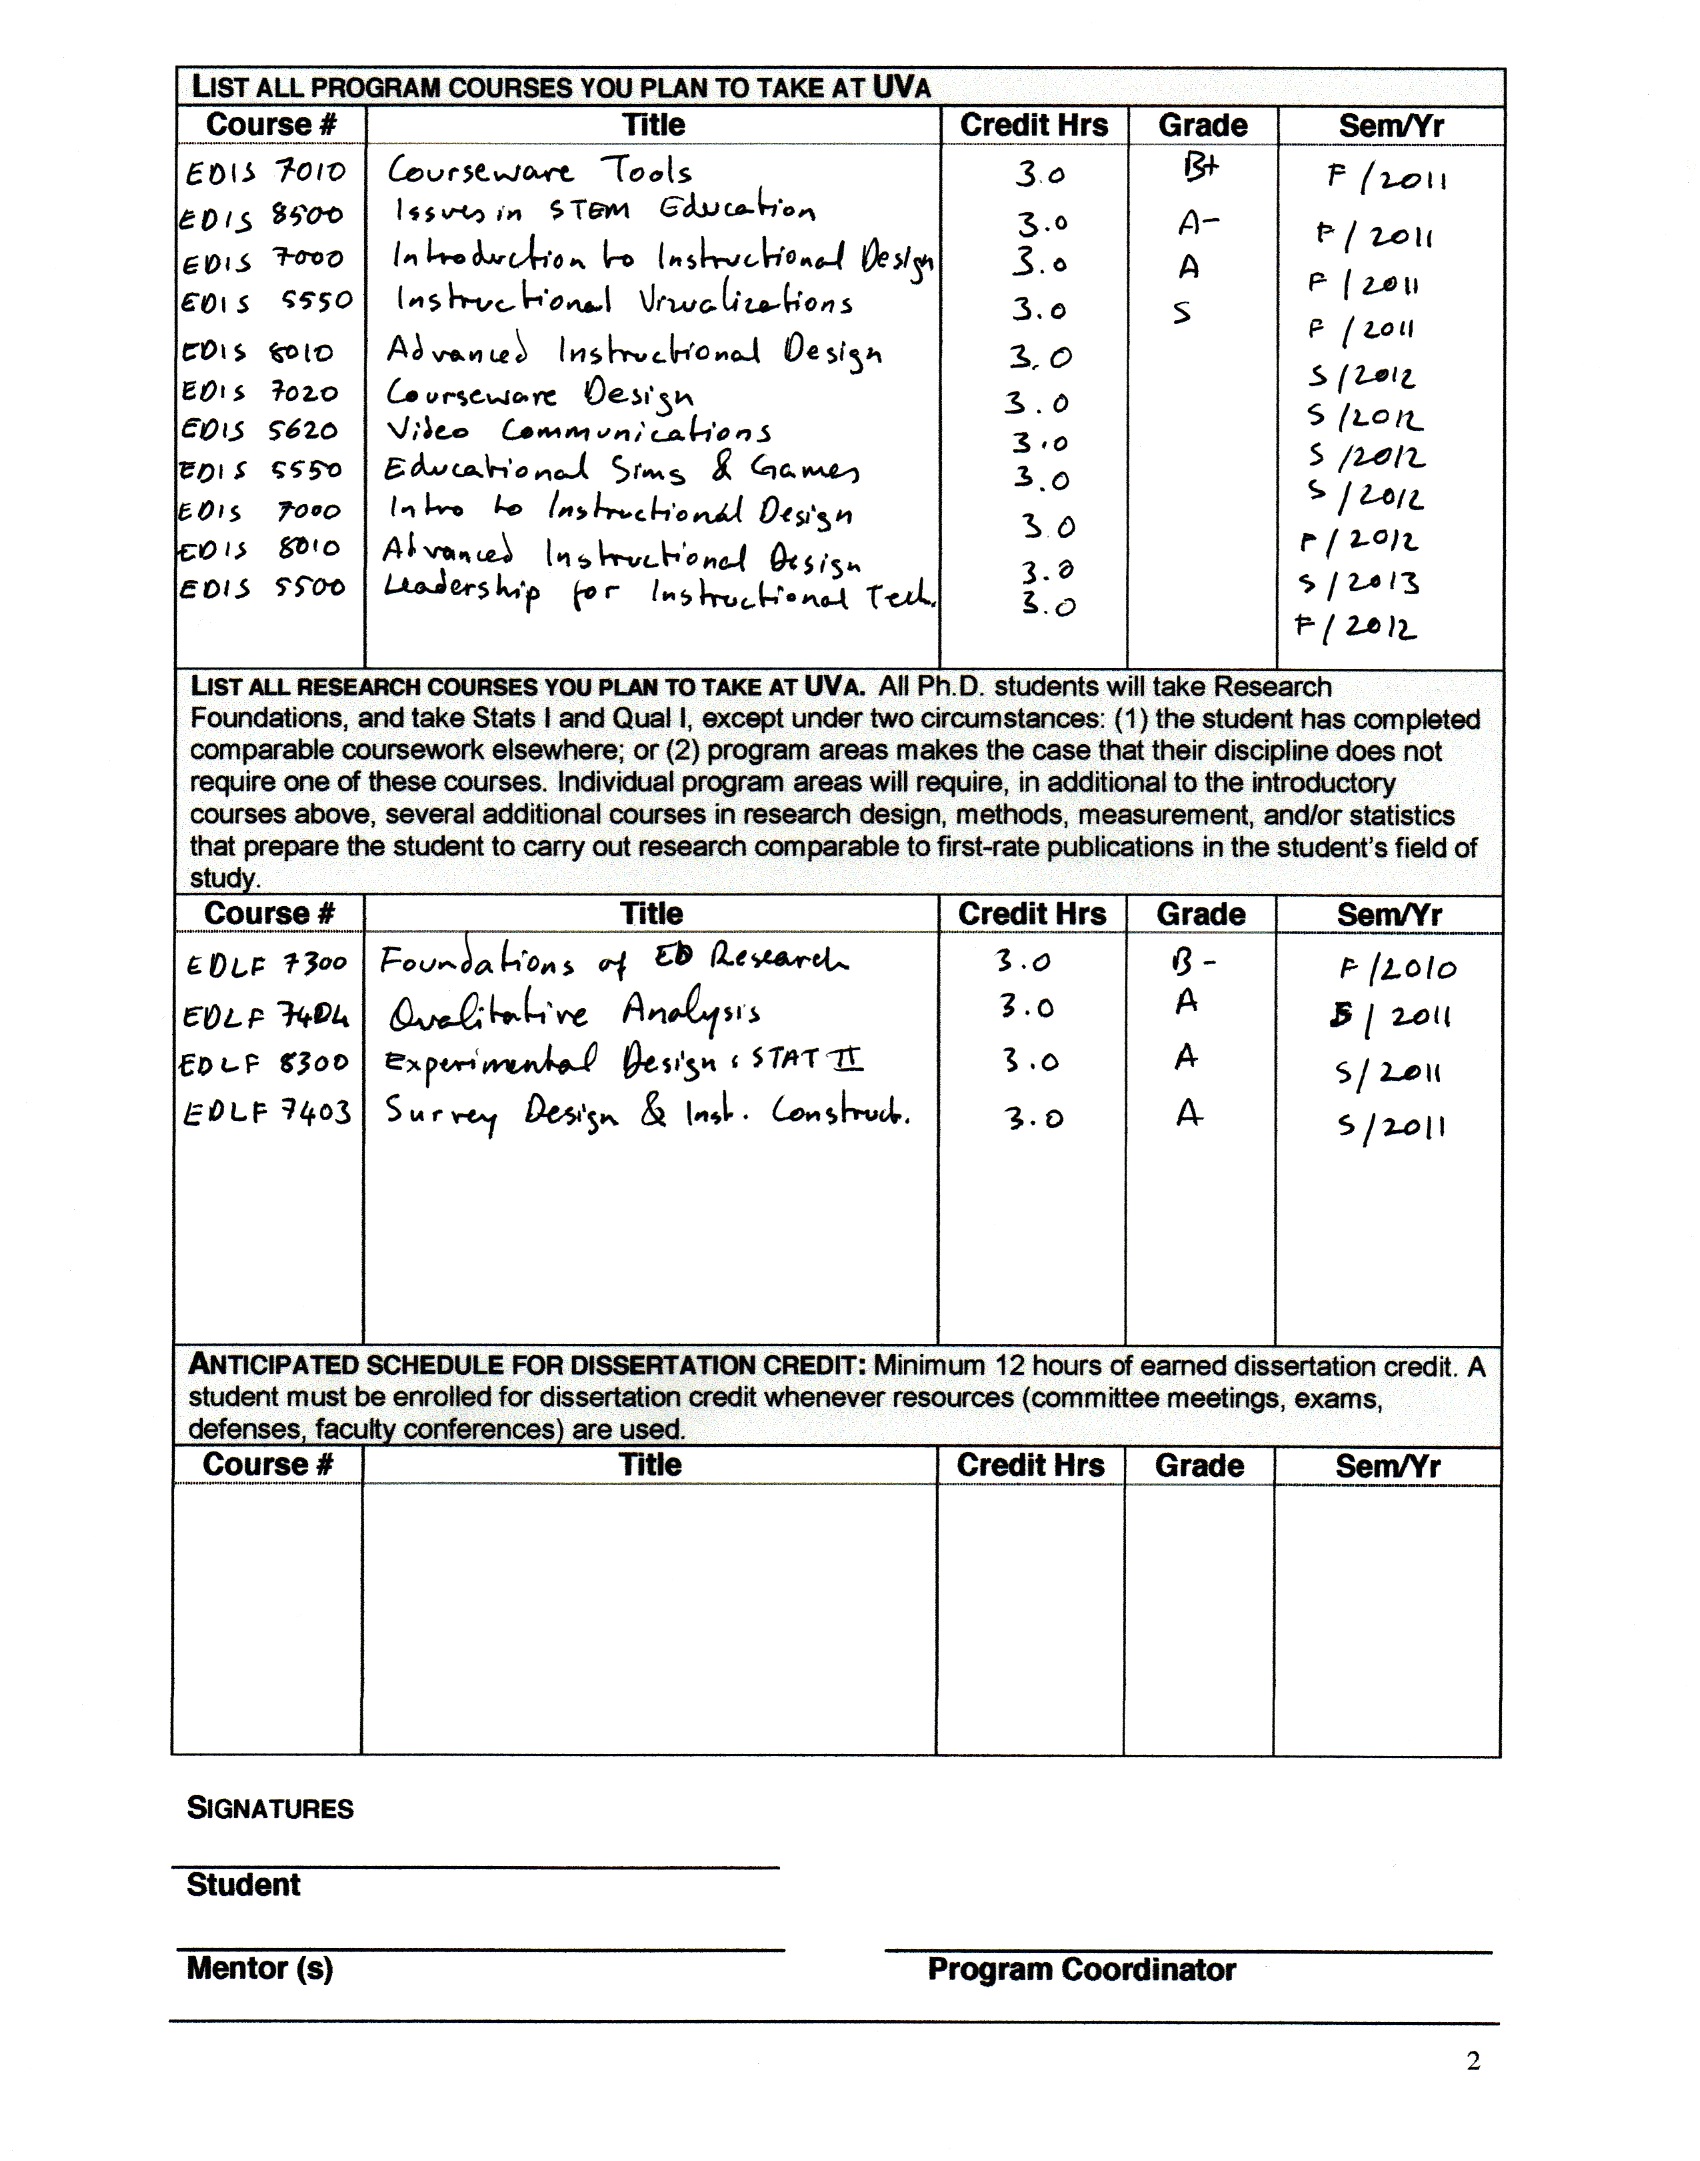 LIST ALL PROGRAM COURSES YOU PLAN TO TAKE AT UVA
Course # Title Credit Hrs Grade Sem/Yr
EDIS 7010 Courseware Tools 3.0 B+ F/2011
EDIS 8500 Issues in STEM Education 3.0 A- F/2011
EDIS 7000 Introduction to Instructional Design 3.0 A F/2011
EDIS 5550 Instructional Vizualizations 3.0 S F/2011
EDIS 8010 Advanced Instructional Design 3.0 S/2012
EDIS 7020 Courseware Design 3.0 S/2012
EDIS 5620 Video Communications 3.0 S/2012
EDIS 5550 Educational Sims & Games 3.0 S/2012
EDIS 7000 Intro to Instructional Design 3.0 F/2012
EDIS 8010 Advanced Instructional Design 3.0 S/2013
EDIS 5500 Leadership for Instructional Tech. 3.0 F/2012
LIST ALL RESEARCH COURSES YOU PLAN TO TAKE AT UVA. All Ph.D. students will take Research
Foundations, and take Stats I and Qual I, except under two circumstances: (1) the student has completed
comparable coursework elsewhere; or (2) program areas makes the case that their discipline does not
require one of these courses. Individual program areas will require, in additional to the introductory
courses above, several additional courses in research design, methods, measurement, and/or statistics
that prepare the student to carry out research comparable to first-rate publications in the student's field of
study.
Course # Title Credit Hrs Grade Sem/Yr
EDLF 7300 Foundations of ED Research 3.0 B- F/2010
EDLF 7404 Qualitative Analysis 3.0 A S/2011
EDLF 8300 Experimental Design: STAT II 3.0 A S/2011
EDLF 7403 Survey Design & Inst. Construct. 3.0 A S/2011
ANTICIPATED SCHEDULE FOR DISSERTATION CREDIT: Minimum 12 hours of earned dissertation credit. A
student must be enrolled for dissertation credit whenever resources (committee meetings, exams,
defenses, faculty conferences) are used.
Course # Title Credit Hrs Grade Sem/Yr
SIGNATURES
Student
Mentor (s) Program Coordinator
2